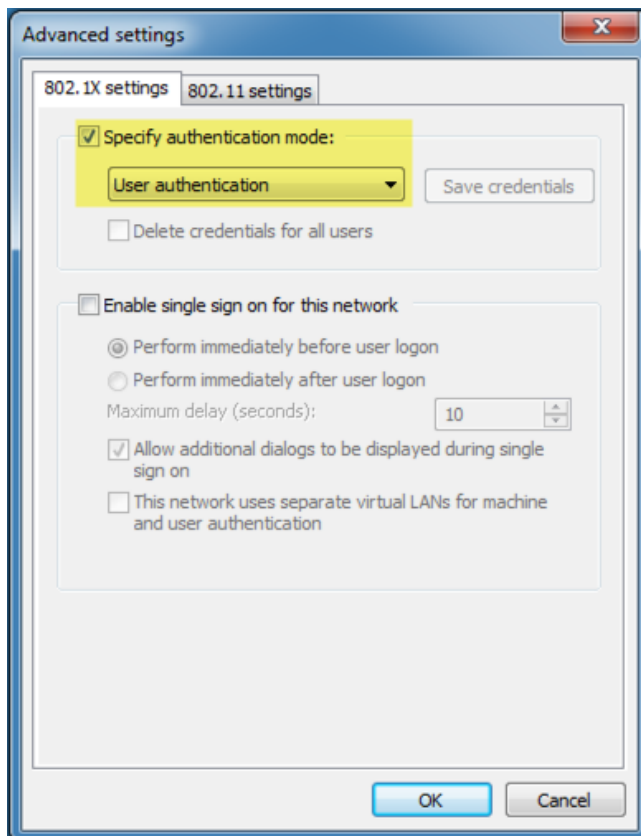 Advanced settings
802.1X settings
802.11 settings
Specify authentication mode:
User authentication
Save credentials
Delete credentials for all users
Enable single sign on for this network
Perform immediately before user logon
Perform immediately after user logon
Maximum delay (seconds):
10
Allow additional dialogs to be displayed during single
sign on
This network uses separate virtual LANs for machine
and user authentication
OK
Cancel